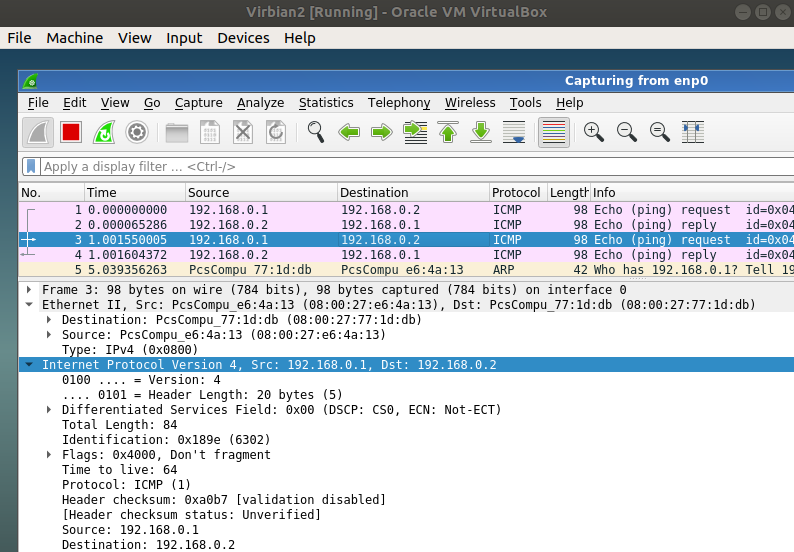 Virbian2 [Running] - Oracle VM VirtualBox
File Machine View Input Devices Help
Capturing from enp0
File Edit View Go Capture Analyze Statistics Telephony Wireless Tools Help
Apply a display filter … <Ctrl-/>
No. Time Source Destination Protocol Length Info
1 0.000000000 192.168.0.1 192.168.0.2 ICMP 98 Echo (ping) request id=0x04
2 0.000065286 192.168.0.2 192.168.0.1 ICMP 98 Echo (ping) reply id=0x04
3 1.001550005 192.168.0.1 192.168.0.2 ICMP 98 Echo (ping) request id=0x04
4 1.001604372 192.168.0.2 192.168.0.1 ICMP 98 Echo (ping) reply id=0x04
5 5.039356263 PcsCompu_77:1d:db PcsCompu_e6:4a:13 ARP 42 Who has 192.168.0.1? Tell 19
Frame 3: 98 bytes on wire (784 bits), 98 bytes captured (784 bits) on interface 0
Ethernet II, Src: PcsCompu_e6:4a:13 (08:00:27:e6:4a:13), Dst: PcsCompu_77:1d:db (08:00:27:77:1d:db)
Destination: PcsCompu_77:1d:db (08:00:27:77:1d:db)
Source: PcsCompu_e6:4a:13 (08:00:27:e6:4a:13)
Type: IPv4 (0x0800)
Internet Protocol Version 4, Src: 192.168.0.1, Dst: 192.168.0.2
0100 .... = Version: 4
.... 0101 = Header Length: 20 bytes (5)
Differentiated Services Field: 0x00 (DSCP: CS0, ECN: Not-ECT)
Total Length: 84
Identification: 0x189e (6302)
Flags: 0x4000, Don't fragment
Time to live: 64
Protocol: ICMP (1)
Header checksum: 0xa0b7 [validation disabled]
[Header checksum status: Unverified]
Source: 192.168.0.1
Destination: 192.168.0.2